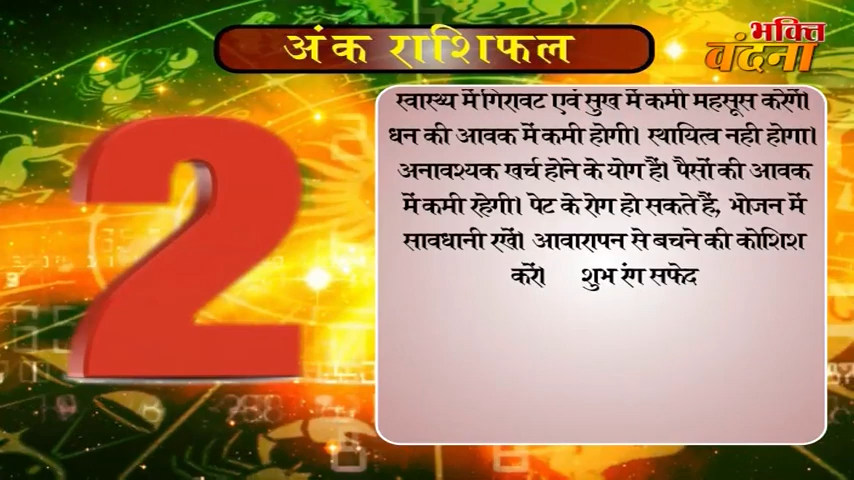 अंक राशिफल
भक्ति
वंदना
2
स्वास्थ्य में गिरावट एवं सुख में कमी महसूस करेगें।
धन की आवक में कमी होगी। स्थायित्व नही होगा।
अनावश्यक खर्च होने के योग हैं। पैसों की आवक
में कमी रहेगी। पेट के रोग हो सकते हैं, भोजन में
सावधानी रखें। आवारापन से बचने की कोशिश
करें। शुभ रंग सफेद